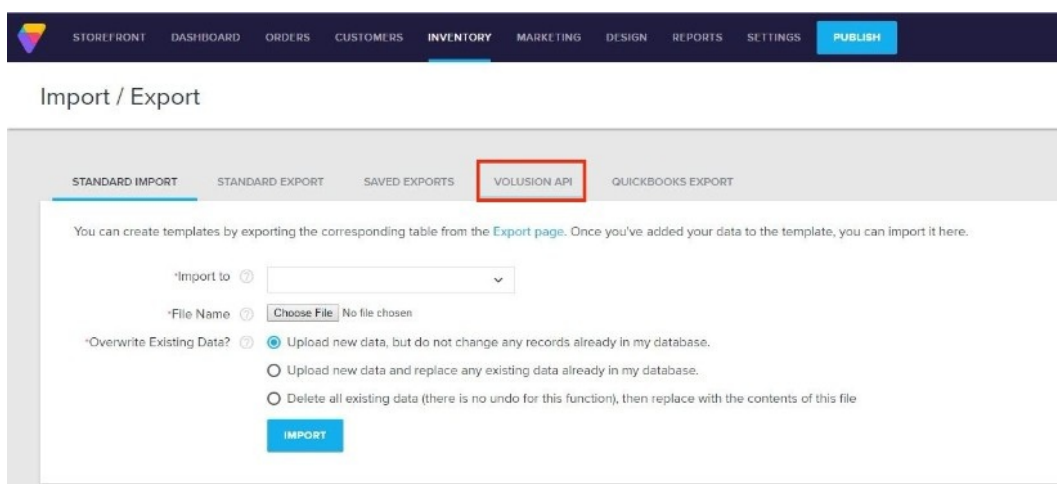 STOREFRONT DASHBOARD ORDERS CUSTOMERS INVENTORY MARKETING DESIGN REPORTS SETTINGS PUBLISH
Import / Export
STANDARD IMPORT STANDARD EXPORT SAVED EXPORTS VOLUSION API QUICKBOOKS EXPORT
You can create templates by exporting the corresponding table from the Export page. Once you've added your data to the template, you can import it here.
*Import to ?
*File Name ? Choose File No file chosen
*Overwrite Existing Data? ? Upload new data, but do not change any records already in my database.
Upload new data and replace any existing data already in my database.
Delete all existing data (there is no undo for this function), then replace with the contents of this file
IMPORT